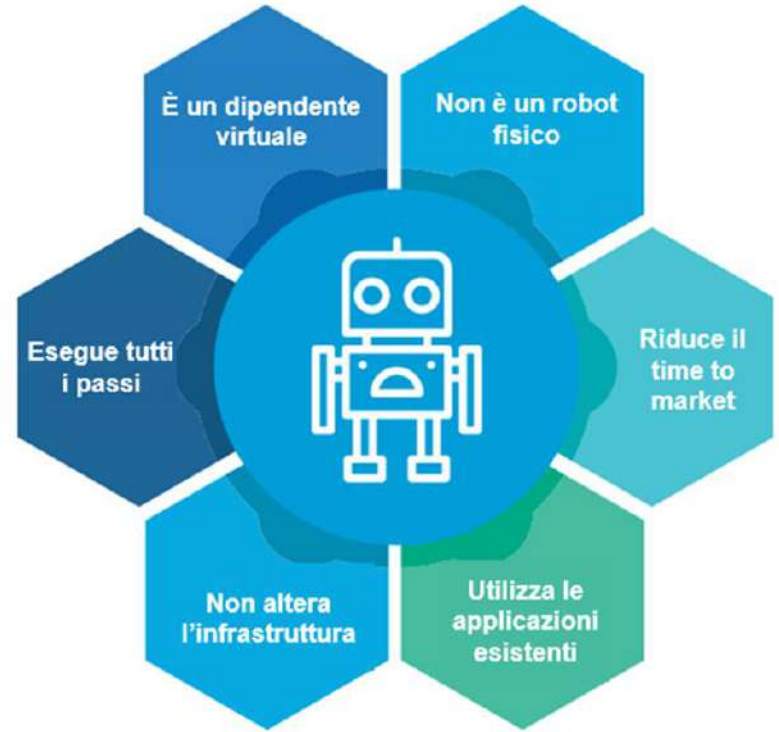 È un dipendente
virtuale
Non è un robot
fisico
Esegue tutti
i passi
Riduce il
time to
market
Non altera
l'infrastruttura
Utilizza le
applicazioni
esistenti